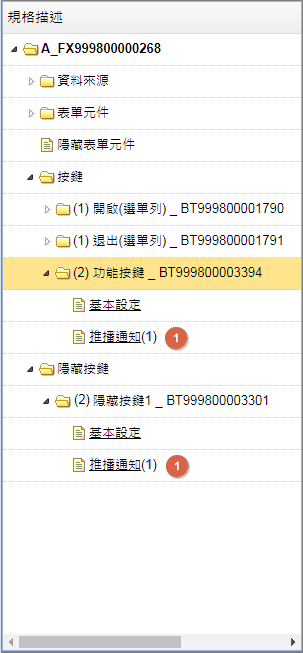 規格描述
A_FX999800000268
資料來源
表單元件
隱藏表單元件
按鍵
(1) 開啟(選單列) _ BT999800001790
(1) 退出(選單列) _ BT999800001791
(2) 功能按鍵 _ BT999800003394
基本設定
推播通知(1) 1
隱藏按鍵
(2) 隱藏按鍵1 _ BT999800003301
基本設定
推播通知(1) 1